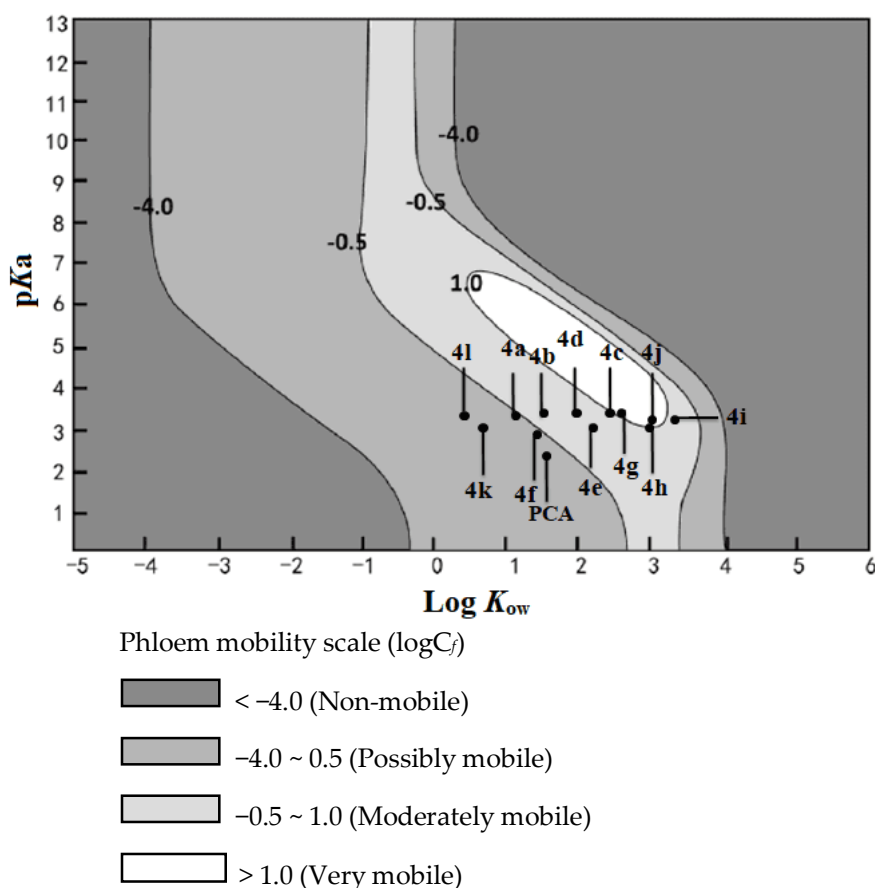 13
12
11
10
9
8
7
6
5
4
3
2
1
pKa
-4.0
-4.0
-0.5
-0.5
1.0
4l
4a
4b
4d
4c
4j
4i
4k
4f
PCA
4e
4g
4h
−5
−4
−3
−2
−1
0
1
2
3
4
5
6
Log Kow
Phloem mobility scale (logCf)
< −4.0 (Non-mobile)
−4.0 ~ 0.5 (Possibly mobile)
−0.5 ~ 1.0 (Moderately mobile)
> 1.0 (Very mobile)